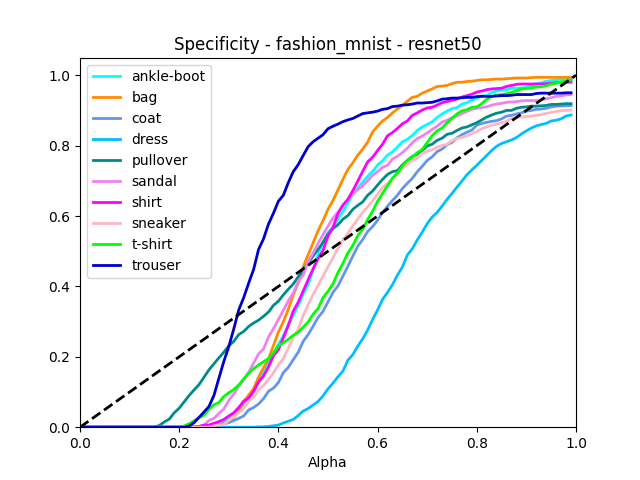 Specificity - fashion_mnist - resnet50
1.0
0.8
0.6
0.4
0.2
0.0
ankle-boot
bag
coat
dress
pullover
sandal
shirt
sneaker
t-shirt
trouser
0.0 0.2 0.4 0.6 0.8 1.0
Alpha